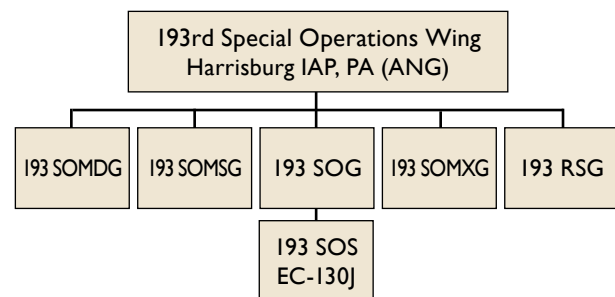 193rd Special Operations Wing
Harrisburg IAP, PA (ANG)
193 SOMDG
193 SOMSG
193 SOG
193 SOMXG
193 RSG
193 SOS
EC-130J